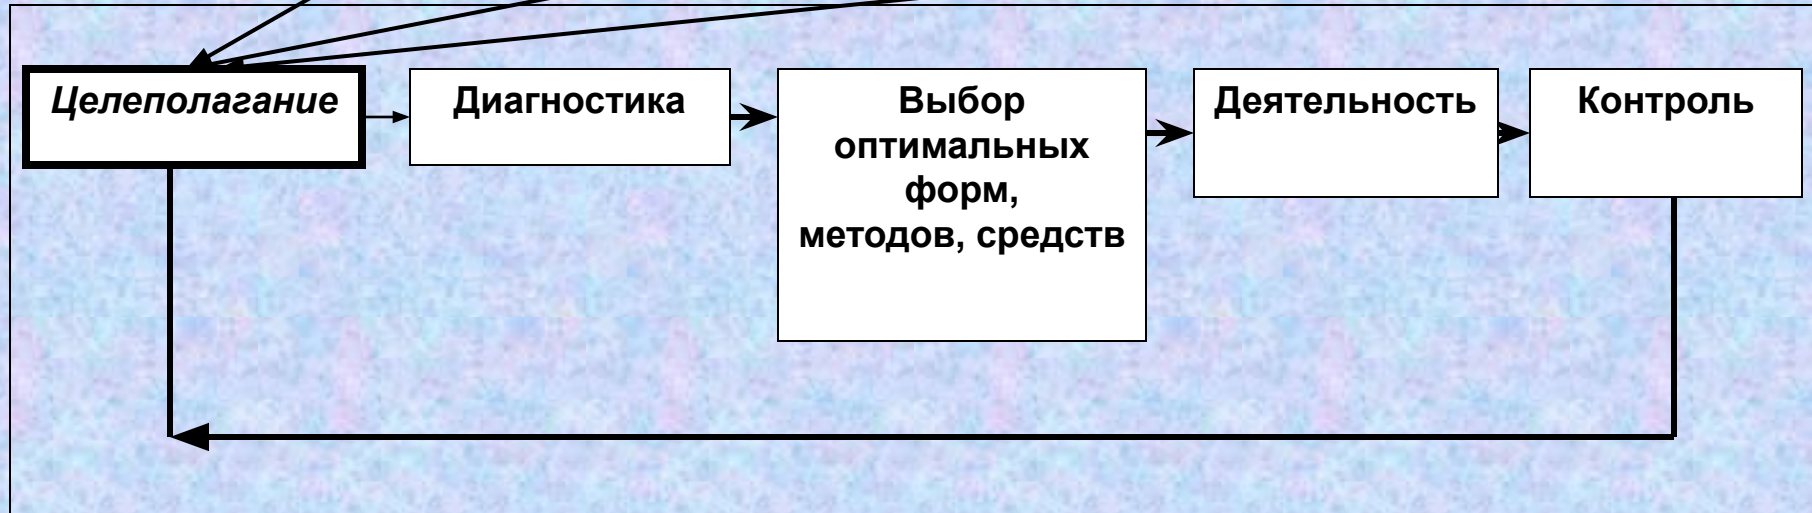 Целеполагание
Диагностика
Выбор
оптимальных
форм,
методов, средств
Деятельность
Контроль